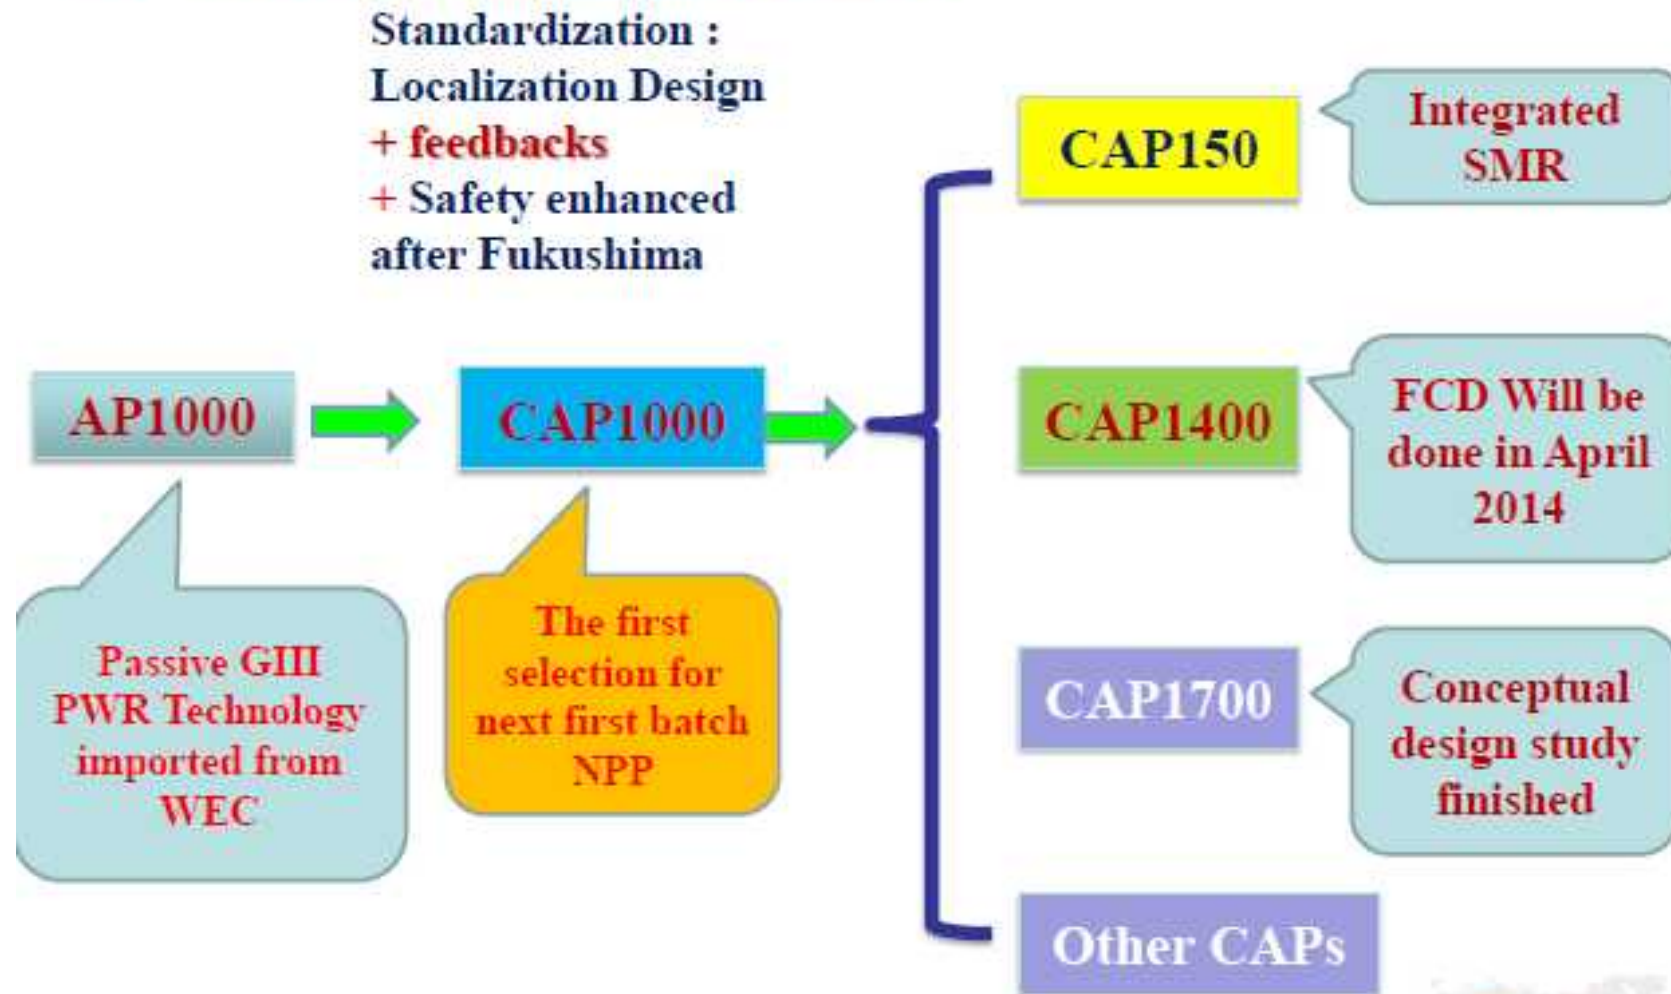 Standardization :
Localization Design
+ feedbacks
+ Safety enhanced
after Fukushima
AP1000
Passive GIII
PWR Technology
imported from
WEC
CAP1000
The first
selection for
next first batch
NPP
CAP150
Integrated
SMR
CAP1400
FCD Will be
done in April
2014
CAP1700
Conceptual
design study
finished
Other CAPs